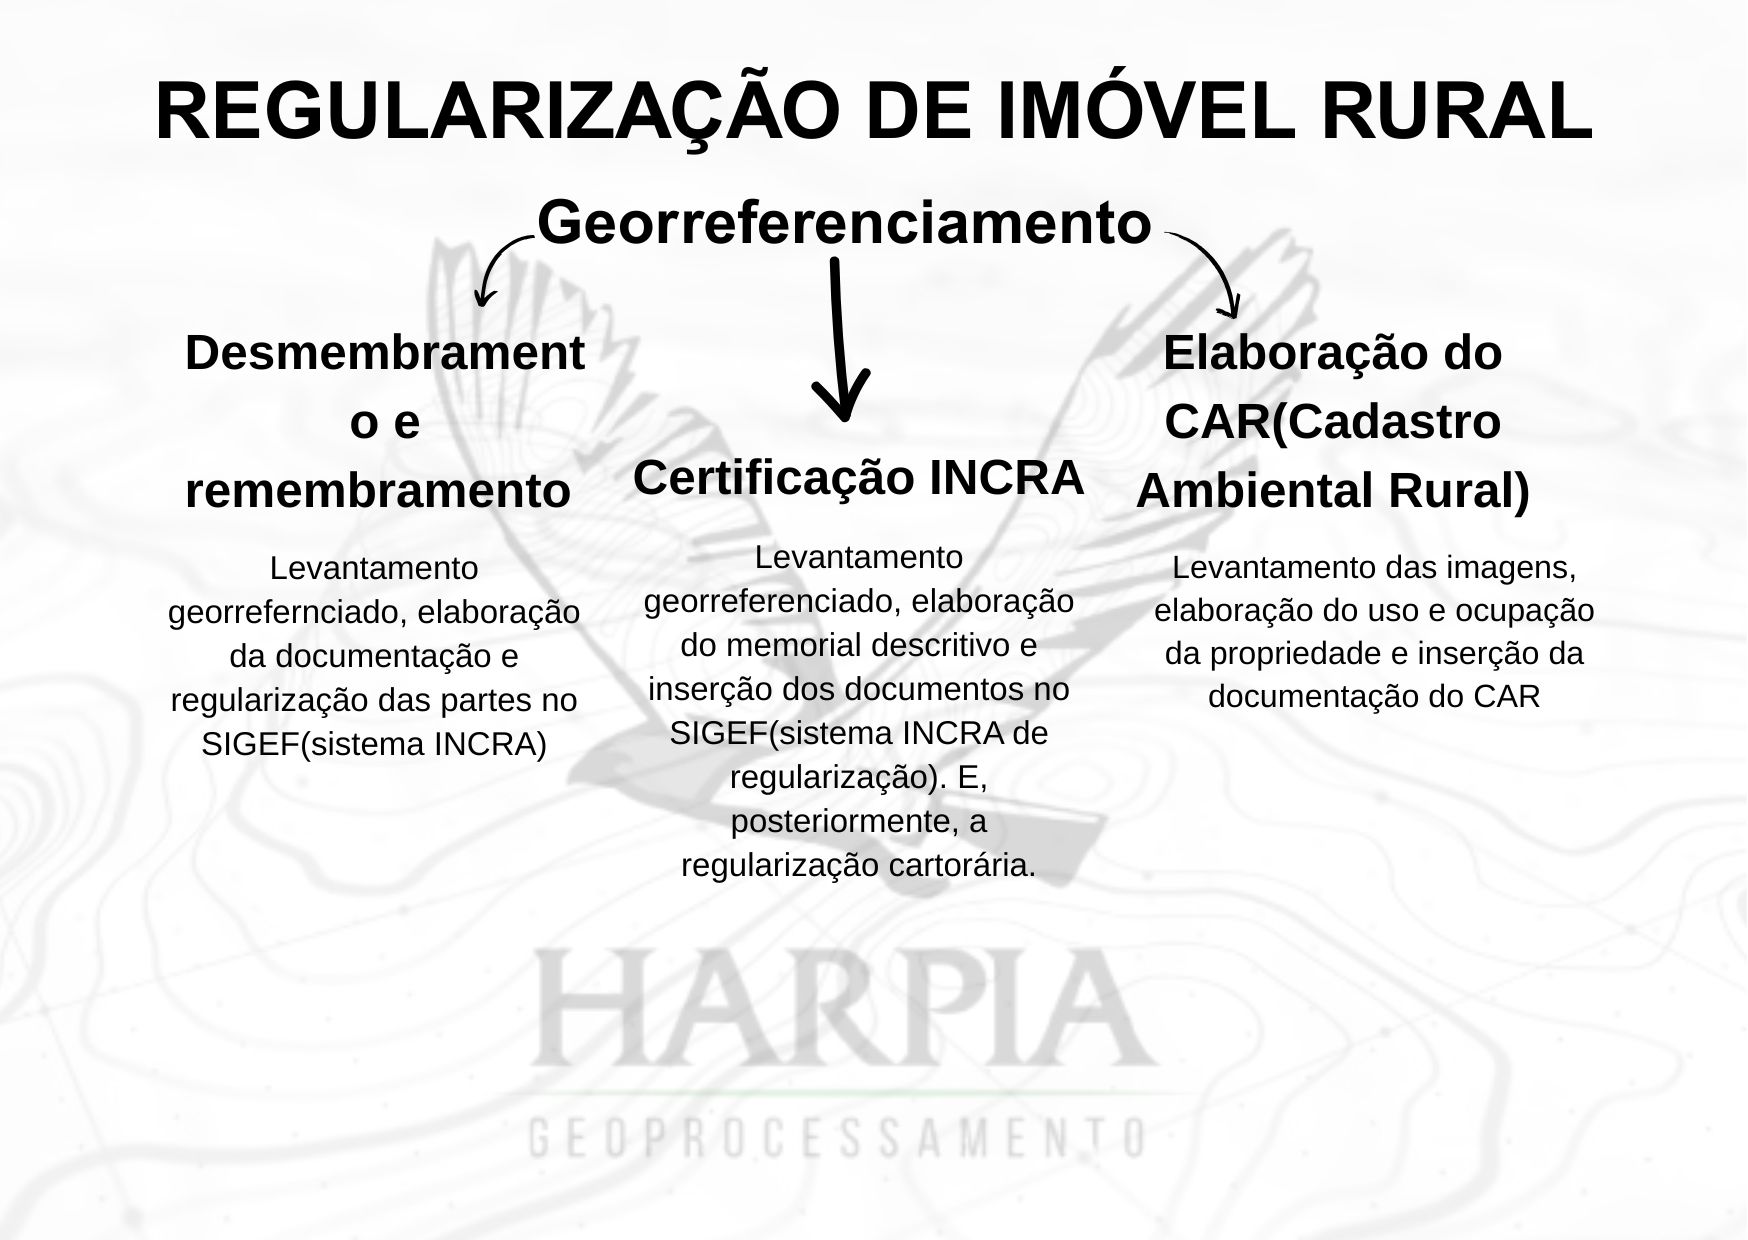 REGULARIZAÇÃO DE IMÓVEL RURAL
Georreferenciamento
Desmembrament
o e
remembramento
Levantamento
georrefernciado, elaboração
da documentação e
regularização das partes no
SIGEF(sistema INCRA)
Certificação INCRA
Levantamento
georreferenciado, elaboração
do memorial descritivo e
inserção dos documentos no
SIGEF(sistema INCRA de
regularização). E,
posteriormente, a
regularização cartorária.
Elaboração do
CAR(Cadastro
Ambiental Rural)
Levantamento das imagens,
elaboração do uso e ocupação
da propriedade e inserção da
documentação do CAR
HARPIA
GEOPROCESSAMENTO